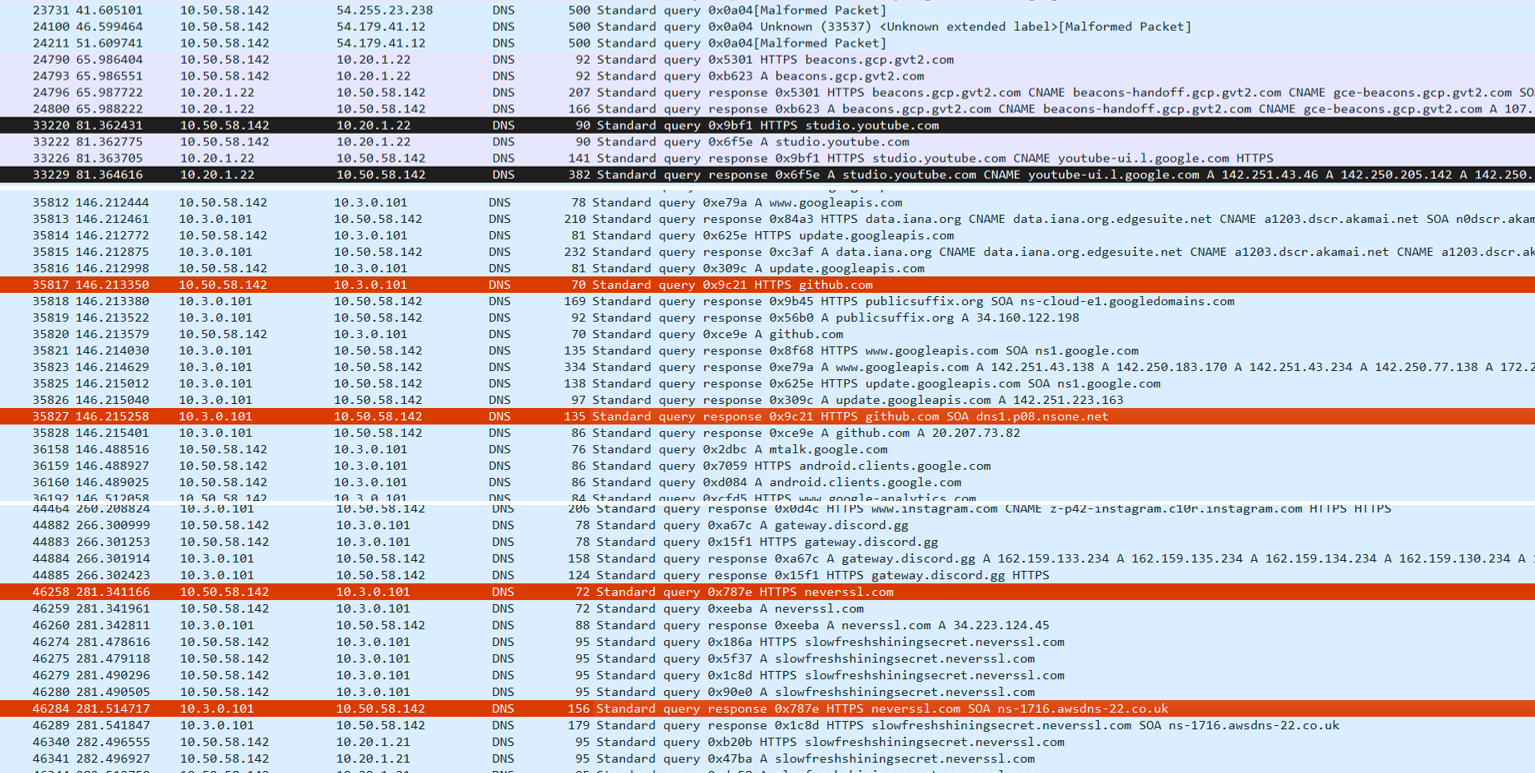 23731 41.605101 10.50.58.142 54.255.23.238 DNS 500 Standard query 0x0a04[Malformed Packet]
24100 46.599464 10.50.58.142 54.179.41.12 DNS 500 Standard query 0x0a04 Unknown (33537) <Unknown extended label>[Malformed Packet]
24211 51.609741 10.50.58.142 54.179.41.12 DNS 500 Standard query 0x0a04[Malformed Packet]
24790 65.986404 10.50.58.142 10.20.1.22 DNS 92 Standard query 0x5301 HTTPS beacons.gcp.gvt2.com
24793 65.986551 10.50.58.142 10.20.1.22 DNS 92 Standard query 0xb623 A beacons.gcp.gvt2.com
24796 65.987722 10.20.1.22 10.50.58.142 DNS 207 Standard query response 0x5301 HTTPS beacons.gcp.gvt2.com CNAME beacons-handoff.gcp.gvt2.com CNAME gce-beacons.gcp.gvt2.com SO
24800 65.988222 10.20.1.22 10.50.58.142 DNS 166 Standard query response 0xb623 A beacons.gcp.gvt2.com CNAME beacons-handoff.gcp.gvt2.com CNAME gce-beacons.gcp.gvt2.com A 107.
33220 81.362431 10.50.58.142 10.20.1.22 DNS 90 Standard query 0x9bf1 HTTPS studio.youtube.com
33222 81.362775 10.50.58.142 10.20.1.22 DNS 90 Standard query 0x6f5e A studio.youtube.com
33226 81.363705 10.20.1.22 10.50.58.142 DNS 141 Standard query response 0x9bf1 HTTPS studio.youtube.com CNAME youtube-ui.l.google.com HTTPS
33229 81.364616 10.20.1.22 10.50.58.142 DNS 382 Standard query response 0x6f5e A studio.youtube.com CNAME youtube-ui.l.google.com A 142.251.43.46 A 142.250.205.142 A 142.250.
35812 146.212444 10.50.58.142 10.3.0.101 DNS 78 Standard query 0xe79a A www.googleapis.com
35813 146.212461 10.3.0.101 10.50.58.142 DNS 210 Standard query response 0x84a3 HTTPS data.iana.org CNAME data.iana.org.edgesuite.net CNAME a1203.dscr.akamai.net SOA n0dscr.akam
35814 146.212772 10.50.58.142 10.3.0.101 DNS 81 Standard query 0x625e HTTPS update.googleapis.com
35815 146.212875 10.3.0.101 10.50.58.142 DNS 232 Standard query response 0xc3af A data.iana.org CNAME data.iana.org.edgesuite.net CNAME a1203.dscr.akamai.net CNAME a1203.dscr.ak
35816 146.212998 10.50.58.142 10.3.0.101 DNS 81 Standard query 0x309c A update.googleapis.com
35817 146.213350 10.50.58.142 10.3.0.101 DNS 70 Standard query 0x9c21 HTTPS github.com
35818 146.213380 10.3.0.101 10.50.58.142 DNS 169 Standard query response 0x9b45 HTTPS publicsuffix.org SOA ns-cloud-e1.googledomains.com
35819 146.213522 10.3.0.101 10.50.58.142 DNS 92 Standard query response 0x56b0 A publicsuffix.org A 34.160.122.198
35820 146.213579 10.50.58.142 10.3.0.101 DNS 70 Standard query 0xce9e A github.com
35821 146.214030 10.3.0.101 10.50.58.142 DNS 135 Standard query response 0x8f68 HTTPS www.googleapis.com SOA ns1.google.com
35823 146.214629 10.3.0.101 10.50.58.142 DNS 334 Standard query response 0xe79a A www.googleapis.com A 142.251.43.138 A 142.250.183.170 A 142.251.43.234 A 142.250.77.138 A 172.2
35825 146.215012 10.3.0.101 10.50.58.142 DNS 138 Standard query response 0x625e HTTPS update.googleapis.com SOA ns1.google.com
35826 146.215040 10.3.0.101 10.50.58.142 DNS 97 Standard query response 0x309c A update.googleapis.com A 142.251.223.163
35827 146.215258 10.3.0.101 10.50.58.142 DNS 135 Standard query response 0x9c21 HTTPS github.com SOA dns1.p08.nsone.net
35828 146.215401 10.3.0.101 10.50.58.142 DNS 86 Standard query response 0xce9e A github.com A 20.207.73.82
36158 146.488516 10.50.58.142 10.3.0.101 DNS 76 Standard query 0x2dbc A mtalk.google.com
36159 146.488927 10.50.58.142 10.3.0.101 DNS 86 Standard query 0x7059 HTTPS android.clients.google.com
36160 146.489025 10.50.58.142 10.3.0.101 DNS 86 Standard query 0xd084 A android.clients.google.com
36192 146.512058 10.50.58.142 10.3.0.101 DNS 84 Standard query 0xcfd5 HTTPS www.google-analytics.com
44464 260.208824 10.3.0.101 10.50.58.142 DNS 206 Standard query response 0x0d4c HTTPS www.instagram.com CNAME z-p42-instagram.c10r.instagram.com HTTPS HTTPS
44882 266.300999 10.50.58.142 10.3.0.101 DNS 78 Standard query 0xa67c A gateway.discord.gg
44883 266.301253 10.50.58.142 10.3.0.101 DNS 78 Standard query 0x15f1 HTTPS gateway.discord.gg
44884 266.301914 10.3.0.101 10.50.58.142 DNS 158 Standard query response 0xa67c A gateway.discord.gg A 162.159.133.234 A 162.159.135.234 A 162.159.134.234 A 162.159.130.234 A
44885 266.302423 10.3.0.101 10.50.58.142 DNS 124 Standard query response 0x15f1 HTTPS gateway.discord.gg HTTPS
46258 281.341166 10.50.58.142 10.3.0.101 DNS 72 Standard query 0x787e HTTPS neverssl.com
46259 281.341961 10.50.58.142 10.3.0.101 DNS 72 Standard query 0xeeba A neverssl.com
46260 281.342811 10.3.0.101 10.50.58.142 DNS 88 Standard query response 0xeeba A neverssl.com A 34.223.124.45
46274 281.478616 10.50.58.142 10.3.0.101 DNS 95 Standard query 0x186a HTTPS slowfreshshiningsecret.neverssl.com
46275 281.479118 10.50.58.142 10.3.0.101 DNS 95 Standard query 0x5f37 A slowfreshshiningsecret.neverssl.com
46279 281.490296 10.50.58.142 10.3.0.101 DNS 95 Standard query 0x1c8d HTTPS slowfreshshiningsecret.neverssl.com
46280 281.490505 10.50.58.142 10.3.0.101 DNS 95 Standard query 0x90e0 A slowfreshshiningsecret.neverssl.com
46284 281.514717 10.3.0.101 10.50.58.142 DNS 156 Standard query response 0x787e HTTPS neverssl.com SOA ns-1716.awsdns-22.co.uk
46289 281.541847 10.3.0.101 10.50.58.142 DNS 179 Standard query response 0x1c8d HTTPS slowfreshshiningsecret.neverssl.com SOA ns-1716.awsdns-22.co.uk
46340 282.496555 10.50.58.142 10.20.1.21 DNS 95 Standard query 0xb20b HTTPS slowfreshshiningsecret.neverssl.com
46341 282.496927 10.50.58.142 10.20.1.21 DNS 95 Standard query 0x47ba A slowfreshshiningsecret.neverssl.com